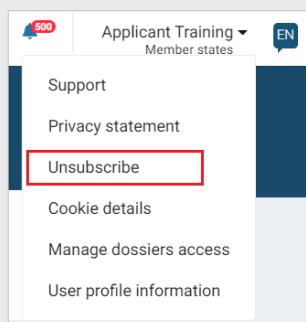 500
Applicant Training
EN
Member states
Support
Privacy statement
Unsubscribe
Cookie details
Manage dossiers access
User profile information